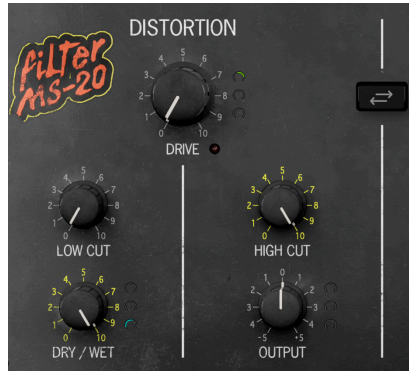 DISTORTION
FiLTER
MS-20
0 1 2 3 4 5 6 7 8 9 10
DRIVE
0 1 2 3 4 5 6 7 8 9 10
LOW CUT
0 1 2 3 4 5 6 7 8 9 10
HIGH CUT
0 1 2 3 4 5 6 7 8 9 10
DRY / WET
-5 4 3 2 1 0 1 2 3 4 +5
OUTPUT